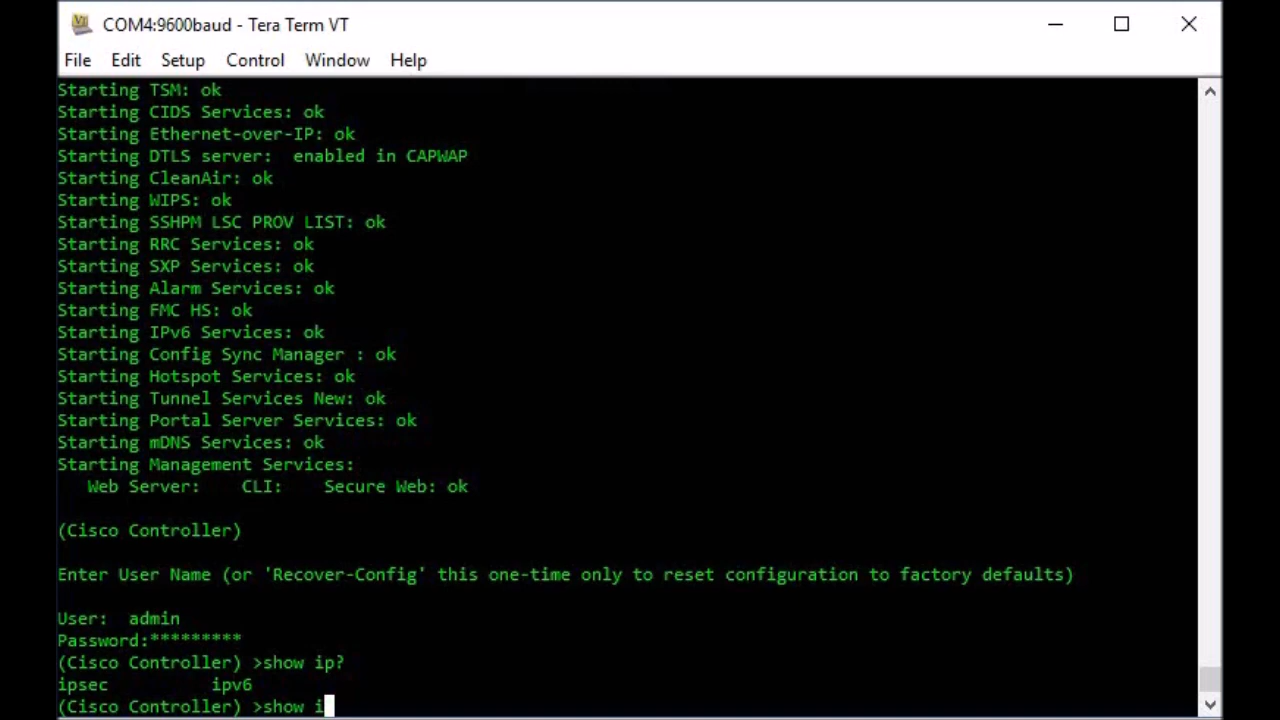 COM4:9600baud - Tera Term VT
File Edit Setup Control Window Help
Starting TSM: ok
Starting CIDS Services: ok
Starting Ethernet-over-IP: ok
Starting DTLS server:  enabled in CAPWAP
Starting CleanAir: ok
Starting WIPS: ok
Starting SSHPM LSC PROV LIST: ok
Starting RRC Services: ok
Starting SXP Services: ok
Starting Alarm Services: ok
Starting FMC HS: ok
Starting IPv6 Services: ok
Starting Config Sync Manager : ok
Starting Hotspot Services: ok
Starting Tunnel Services New: ok
Starting Portal Server Services: ok
Starting mDNS Services: ok
Starting Management Services:
   Web Server:    CLI:    Secure Web: ok
(Cisco Controller)
Enter User Name (or 'Recover-Config' this one-time only to reset configuration to factory defaults)
User:  admin
Password:*********
(Cisco Controller) >show ip?
ipsec          ipv6
(Cisco Controller) >show i